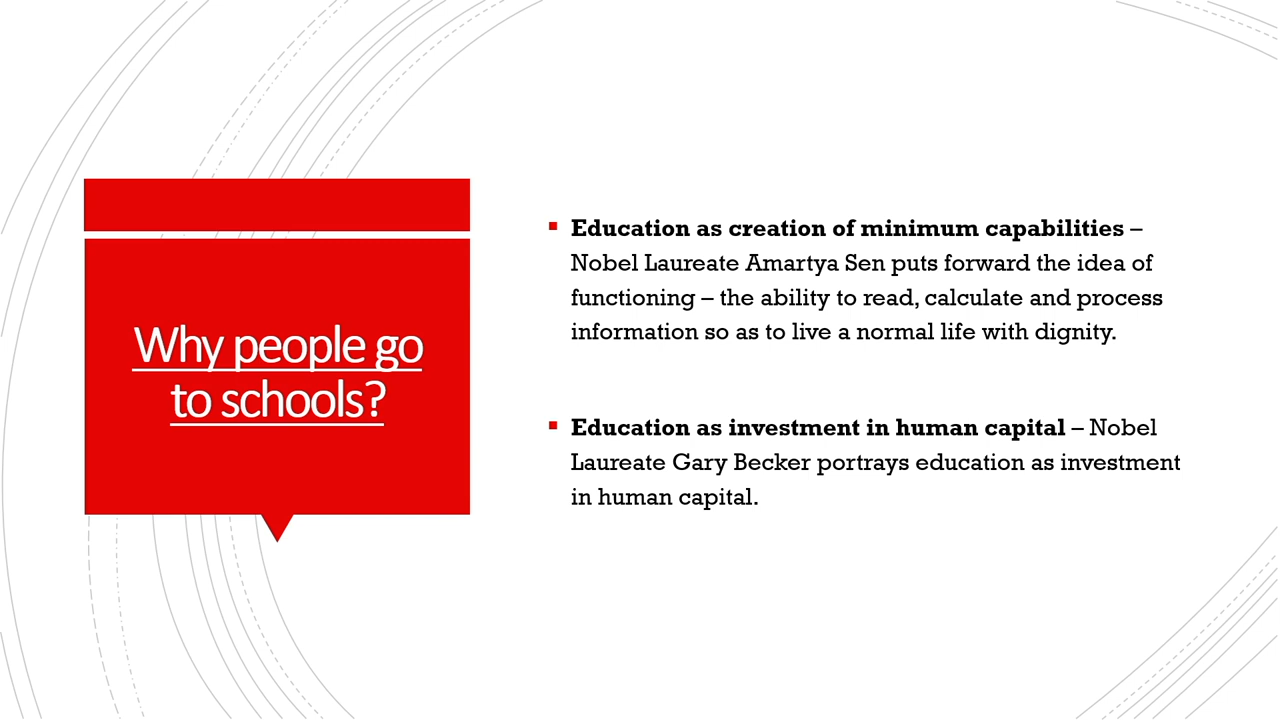 Why people go
to schools?
Education as creation of minimum capabilities –
Nobel Laureate Amartya Sen puts forward the idea of
functioning – the ability to read, calculate and process
information so as to live a normal life with dignity.
Education as investment in human capital – Nobel
Laureate Gary Becker portrays education as investment
in human capital.